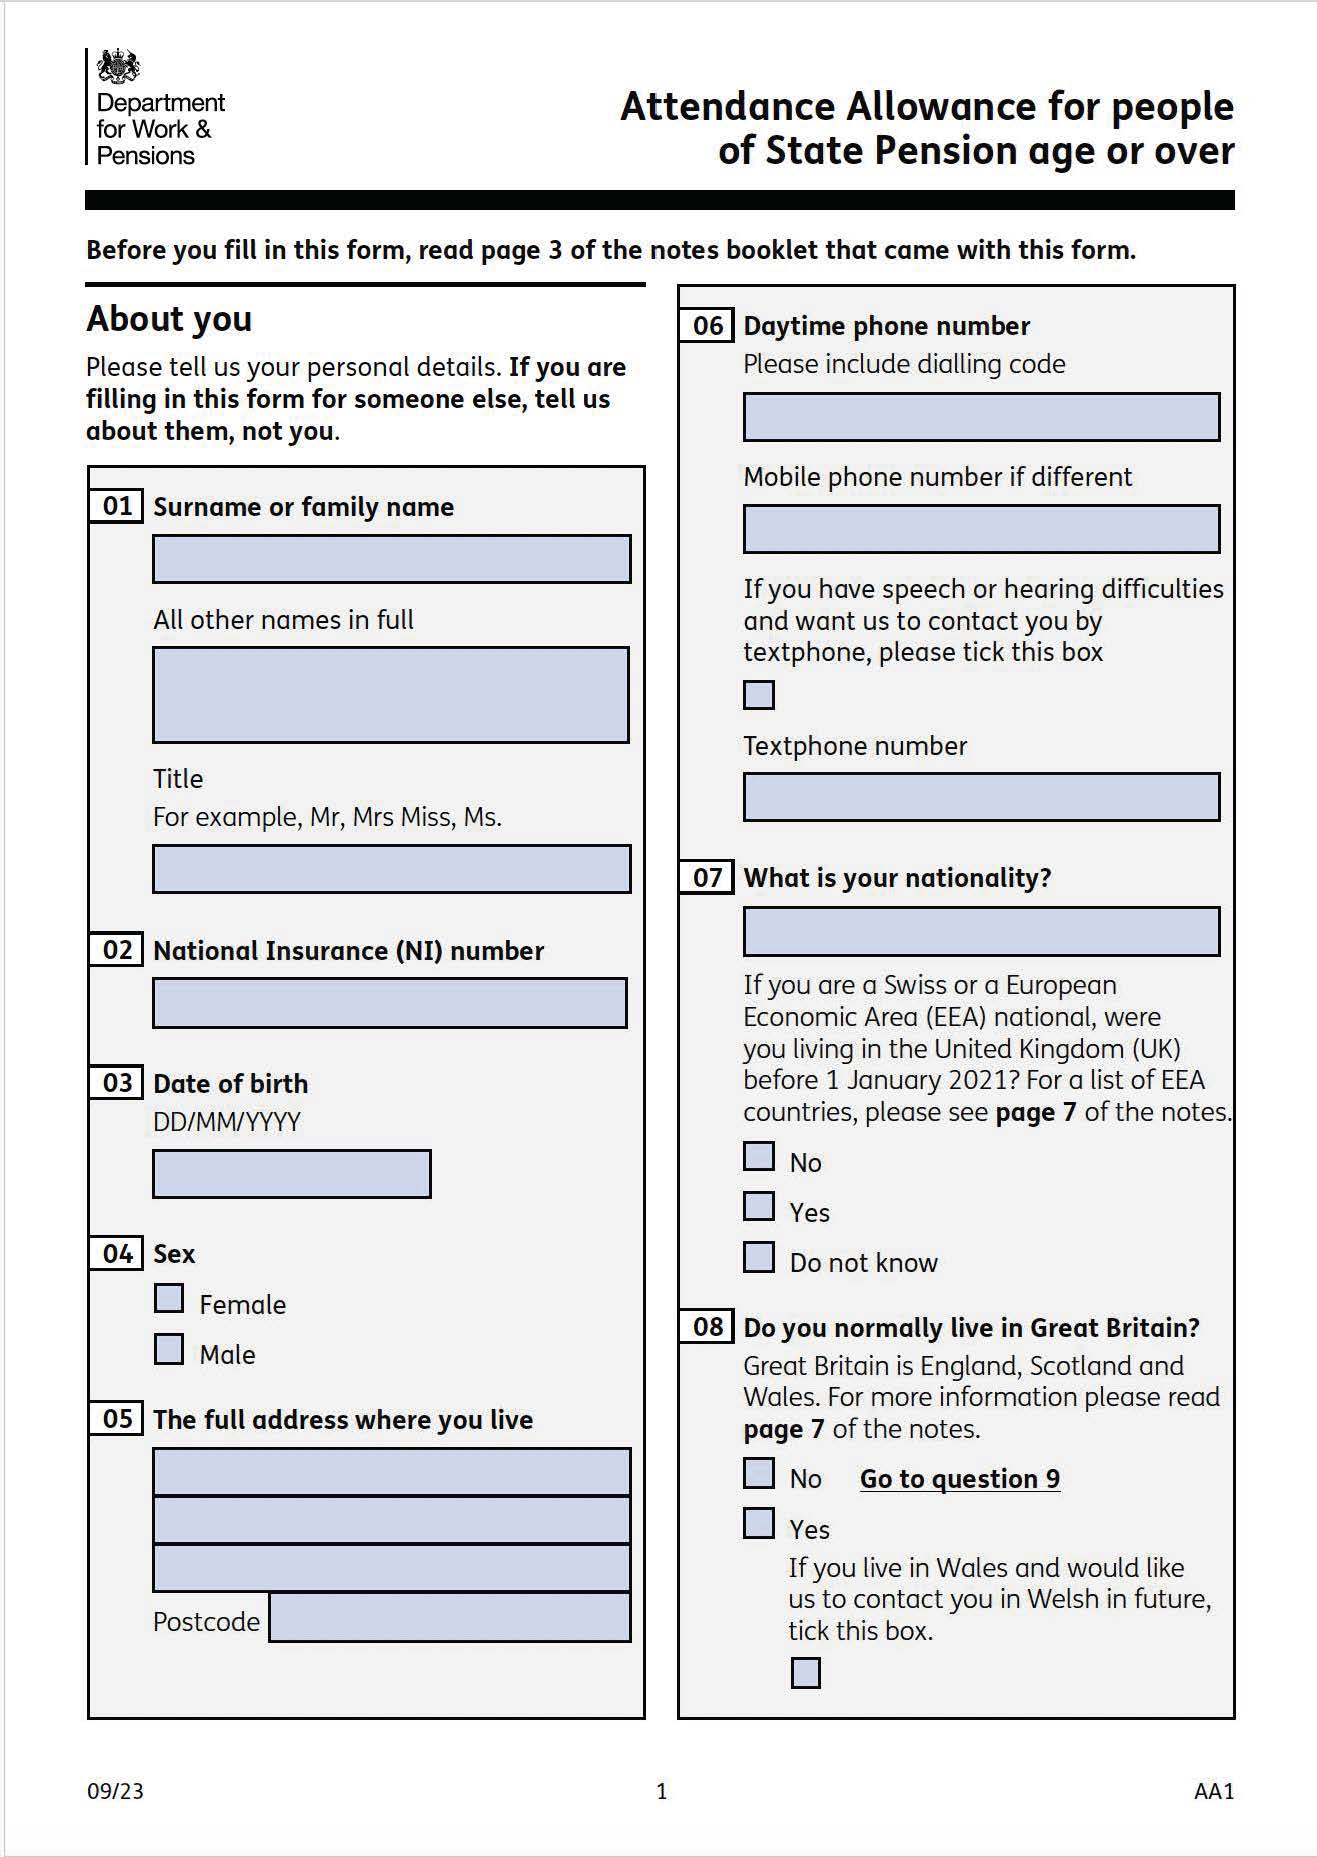 Department
for Work &
Pensions
Attendance Allowance for people
of State Pension age or over
Before you fill in this form, read page 3 of the notes booklet that came with this form.
About you
Please tell us your personal details. If you are
filling in this form for someone else, tell us
about them, not you.
01 Surname or family name
All other names in full
Title
For example, Mr, Mrs Miss, Ms.
02 National Insurance (NI) number
03 Date of birth
DD/MM/YYYY
04 Sex
Female
Male
05 The full address where you live
Postcode
06 Daytime phone number
Please include dialling code
Mobile phone number if different
If you have speech or hearing difficulties
and want us to contact you by
textphone, please tick this box
Textphone number
07 What is your nationality?
If you are a Swiss or a European
Economic Area (EEA) national, were
you living in the United Kingdom (UK)
before 1 January 2021? For a list of EEA
countries, please see page 7 of the notes.
No
Yes
Do not know
08 Do you normally live in Great Britain?
Great Britain is England, Scotland and
Wales. For more information please read
page 7 of the notes.
No Go to question 9
Yes
If you live in Wales and would like
us to contact you in Welsh in future,
tick this box.
09/23 1 AA1